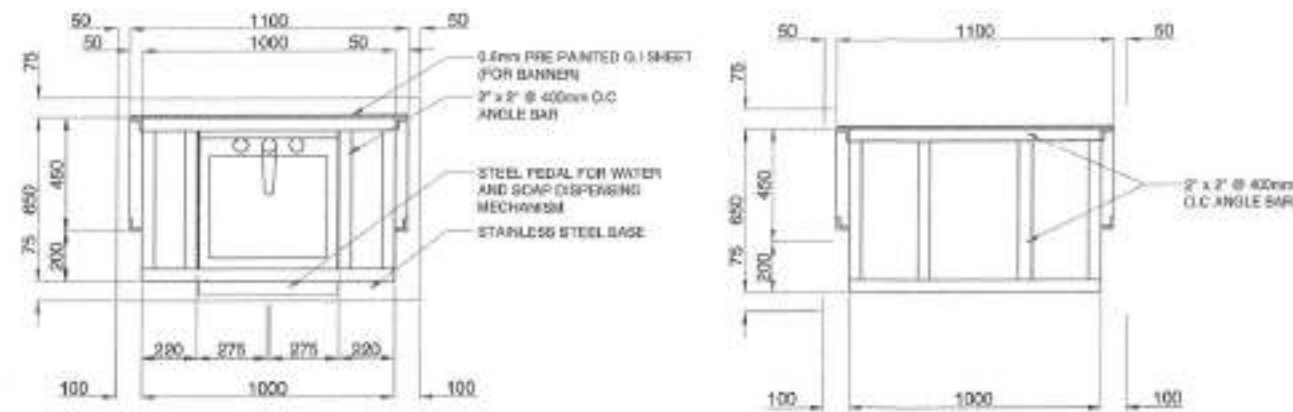 50
1100
50
50
1000
50
75
0.6mm PRE PAINTED G.I SHEET
(FOR BANNER)
2" x 2" @ 400mm O.C
ANGLE BAR
650
450
STEEL PEDAL FOR WATER
AND SOAP DISPENSING
MECHANISM
STAINLESS STEEL BASE
75
200
220
275
275
220
100
1000
100
50
1100
50
75
650
450
2" x 2" @ 400mm
O.C ANGLE BAR
75
200
100
1000
100